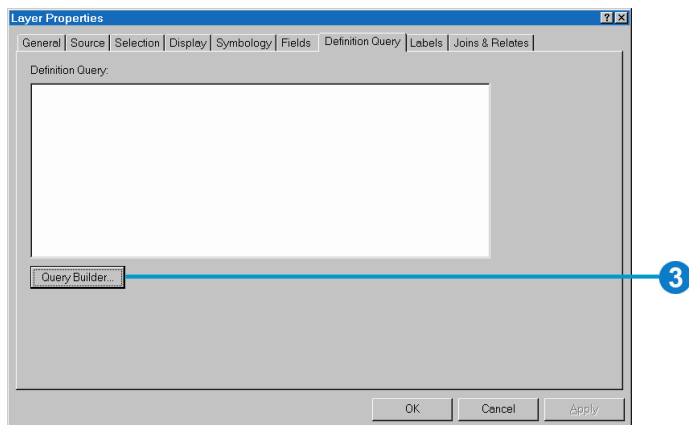 Layer Properties
General Source Selection Display Symbology Fields Definition Query Labels Joins & Relates
Definition Query:
Query Builder...
3
OK Cancel Apply